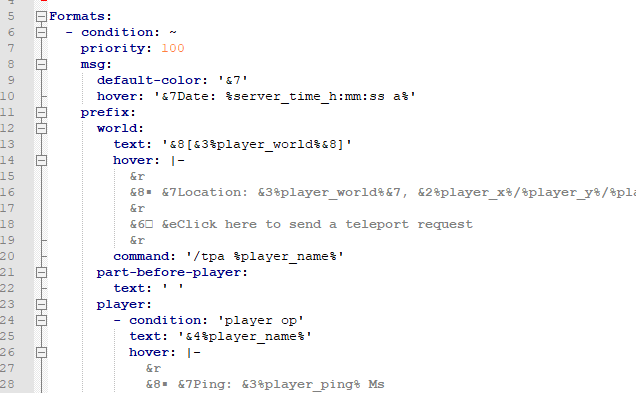 5 Formats:
6 - condition: ~
7 priority: 100
8 msg:
9 default-color: '&7'
10 hover: '&7Date: %server_time_h:mm:ss a%'
11 prefix:
12 world:
13 text: '&8[&3%player_world%&8]'
14 hover: |-
15 &r
16 &8▪ &7Location: &3%player_world%&7, &2%player_x%/%player_y%/%pla
17 &r
18 &6□ &eClick here to send a teleport request
19 &r
20 command: '/tpa %player_name%'
21 part-before-player:
22 text: ' '
23 player:
24 - condition: 'player op'
25 text: '&4%player_name%'
26 hover: |-
27 &r
28 &8▪ &7Ping: &3%player_ping% Ms